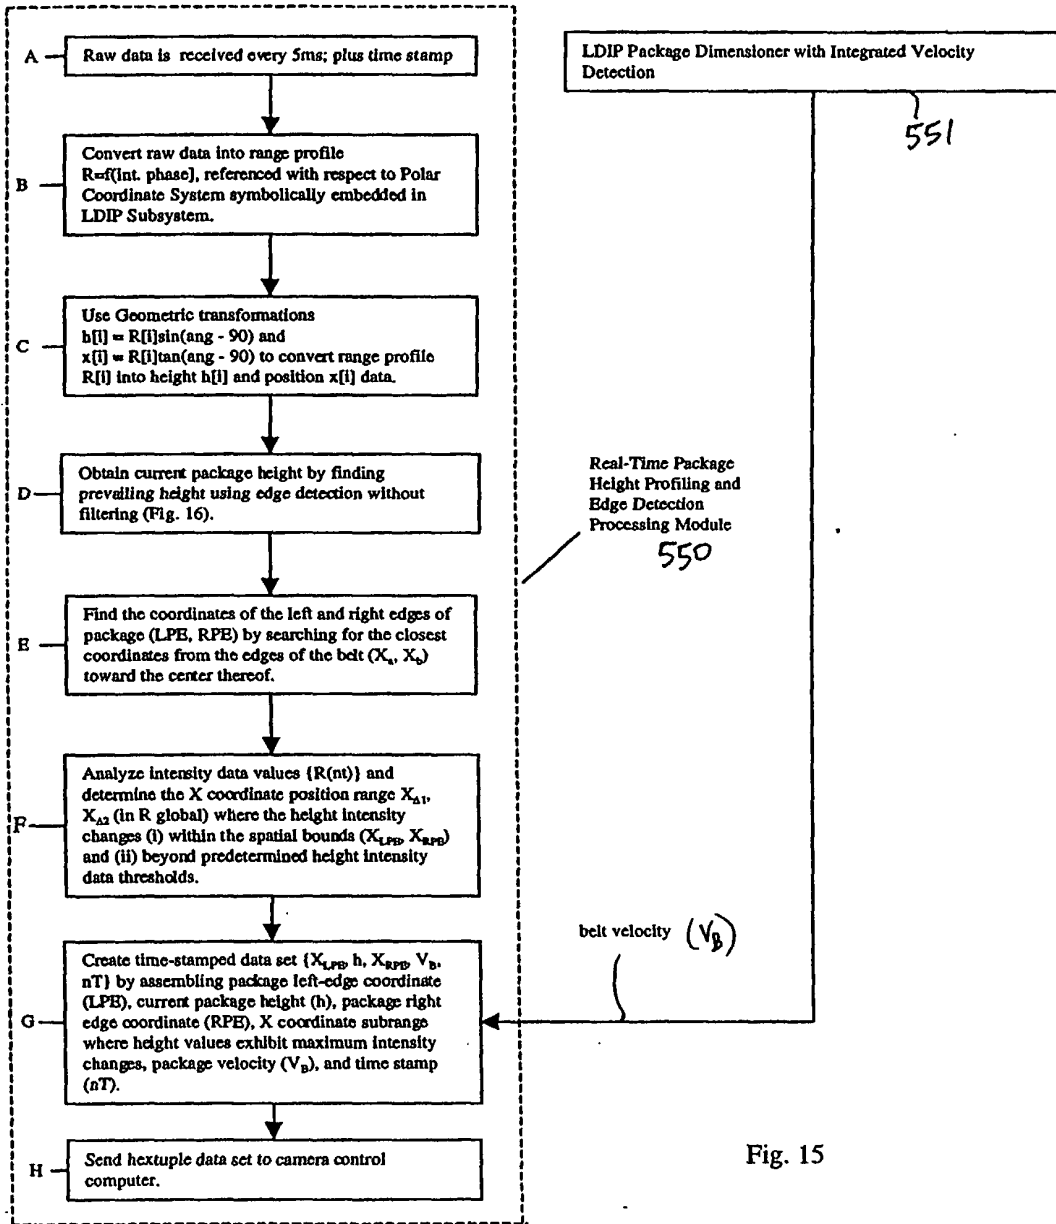 A
Raw data is received every 5ms; plus time stamp
LDIP Package Dimensioner with Integrated Velocity
Detection
551
B
Convert raw data into range profile
R=f[int. phase], referenced with respect to Polar
Coordinate System symbolically embedded in
LDIP Subsystem.
C
Use Geometric transformations
h[i] = R[i]sin(ang - 90) and
x[i] = R[i]tan(ang - 90) to convert range profile
R[i] into height h[i] and position x[i] data.
D
Obtain current package height by finding
prevailing height using edge detection without
filtering (Fig. 16).
Real-Time Package
Height Profiling and
Edge Detection
Processing Module
550
E
Find the coordinates of the left and right edges of
package (LPE, RPE) by searching for the closest
coordinates from the edges of the belt (Xa, Xb)
toward the center thereof.
F
Analyze intensity data values {R(nt)} and
determine the X coordinate position range XΔ1,
XΔ2 (in R global) where the height intensity
changes (i) within the spatial bounds (XLPE, XRPE)
and (ii) beyond predetermined height intensity
data thresholds.
belt velocity (VB)
G
Create time-stamped data set {XLPE, h, XRPE, VB,
nT} by assembling package left-edge coordinate
(LPE), current package height (h), package right
edge coordinate (RPE), X coordinate subrange
where height values exhibit maximum intensity
changes, package velocity (VB), and time stamp
(nT).
H
Send hextuple data set to camera control
computer.
Fig. 15